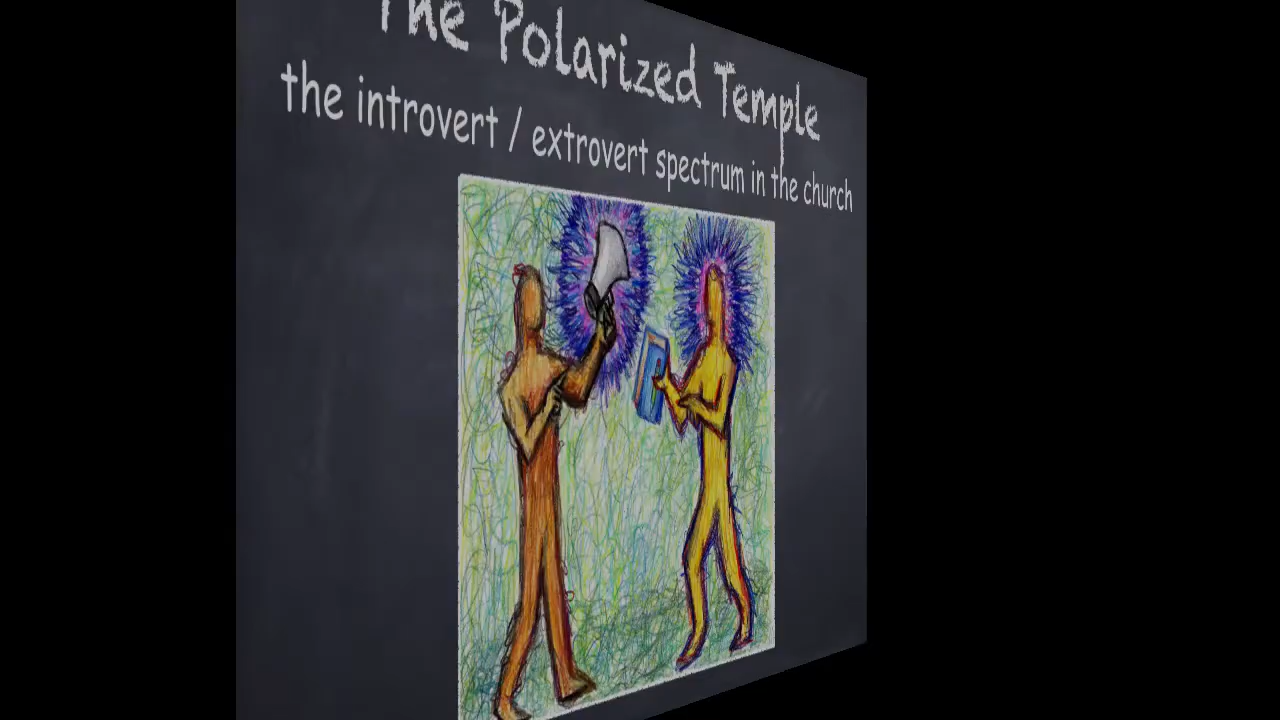 The Polarized Temple
the introvert / extrovert spectrum in the church